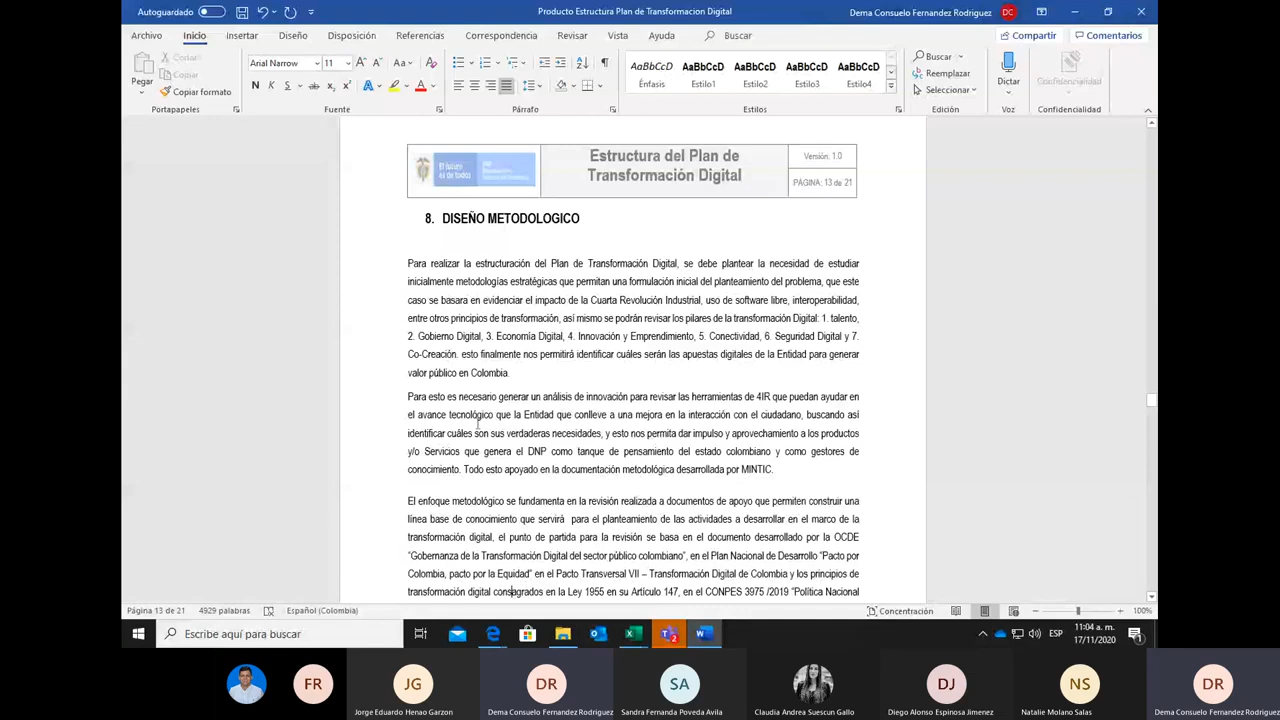 Autoguardado
Producto Estructura Plan de Transformacion Digital
Dema Consuelo Fernandez Rodriguez
DC
Archivo
Inicio
Insertar
Diseño
Disposición
Referencias
Correspondencia
Revisar
Vista
Ayuda
Buscar
Compartir
Comentarios
Pegar
Cortar
Copiar
Copiar formato
Portapapeles
Arial Narrow
11
Fuente
Párrafo
AaBbCcD
AaBbCcD
AaBbCcD
AaBbCcD
AaBbCcD
Énfasis
Estilo1
Estilo2
Estilo3
Estilo4
Estilos
Buscar
Reemplazar
Seleccionar
Edición
Dictar
Voz
Confidencialidad
Confidencialidad
El futuro
es de todos
Estructura del Plan de
Transformación Digital
Versión: 1.0
PÁGINA: 13 de 21
8. DISEÑO METODOLOGICO
Para realizar la estructuración del Plan de Transformación Digital, se debe plantear la necesidad de estudiar
inicialmente metodologías estratégicas que permitan una formulación inicial del planteamiento del problema, que este
caso se basara en evidenciar el impacto de la Cuarta Revolución Industrial, uso de software libre, interoperabilidad,
entre otros principios de transformación, así mismo se podrán revisar los pilares de la transformación Digital: 1. talento,
2. Gobierno Digital, 3. Economía Digital, 4. Innovación y Emprendimiento, 5. Conectividad, 6. Seguridad Digital y 7.
Co-Creación. esto finalmente nos permitirá identificar cuáles serán las apuestas digitales de la Entidad para generar
valor público en Colombia.
Para esto es necesario generar un análisis de innovación para revisar las herramientas de 4IR que puedan ayudar en
el avance tecnológico que la Entidad que conlleve a una mejora en la interacción con el ciudadano, buscando así
identificar cuáles son sus verdaderas necesidades, y esto nos permita dar impulso y aprovechamiento a los productos
y/o Servicios que genera el DNP como tanque de pensamiento del estado colombiano y como gestores de
conocimiento. Todo esto apoyado en la documentación metodológica desarrollada por MINTIC.
El enfoque metodológico se fundamenta en la revisión realizada a documentos de apoyo que permiten construir una
línea base de conocimiento que servirá para el planteamiento de las actividades a desarrollar en el marco de la
transformación digital, el punto de partida para la revisión se basa en el documento desarrollado por la OCDE
"Gobernanza de la Transformación Digital del sector público colombiano", en el Plan Nacional de Desarrollo "Pacto por
Colombia, pacto por la Equidad" en el Pacto Transversal VII – Transformación Digital de Colombia y los principios de
transformación digital consagrados en la Ley 1955 en su Artículo 147, en el CONPES 3975 /2019 "Política Nacional
Página 13 de 21
4929 palabras
Español (Colombia)
Concentración
100%
Escribe aquí para buscar
ESP
11:04 a. m.
17/11/2020
FR
JG
Jorge Eduardo Henao Garzon
DR
Dema Consuelo Fernandez Rodriguez
SA
Sandra Fernanda Poveda Avila
Claudia Andrea Suescun Gallo
DJ
Diego Alonso Espinosa Jimenez
NS
Natalie Molano Salas
DR
Dema Consuelo Fernandez Rodriguez